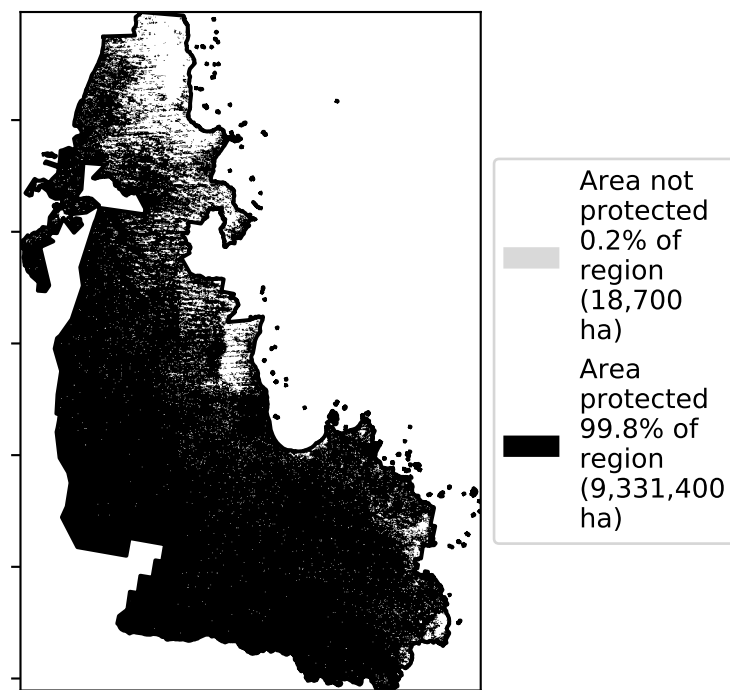 Area not
protected
0.2% of
region
(18,700
ha)
Area
protected
99.8% of
region
(9,331,400
ha)